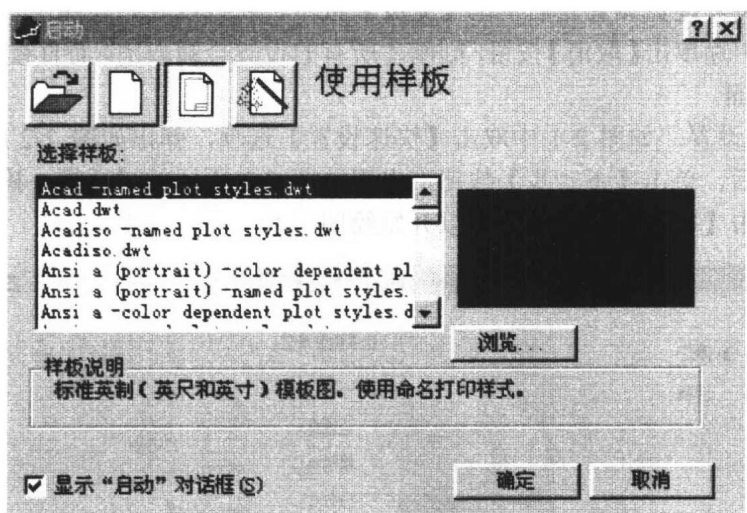 启动
使用样板
选择样板:
Acad -named plot styles.dwt
Acad.dwt
Acadiso -named plot styles.dwt
Acadiso.dwt
Ansi a (portrait) -color dependent pl
Ansi a (portrait) -named plot styles.
Ansi a -color dependent plot styles.d
浏览...
样板说明
标准英制(英尺和英寸)模板图。使用命名打印样式。
显示“启动”对话框(S)
确定
取消